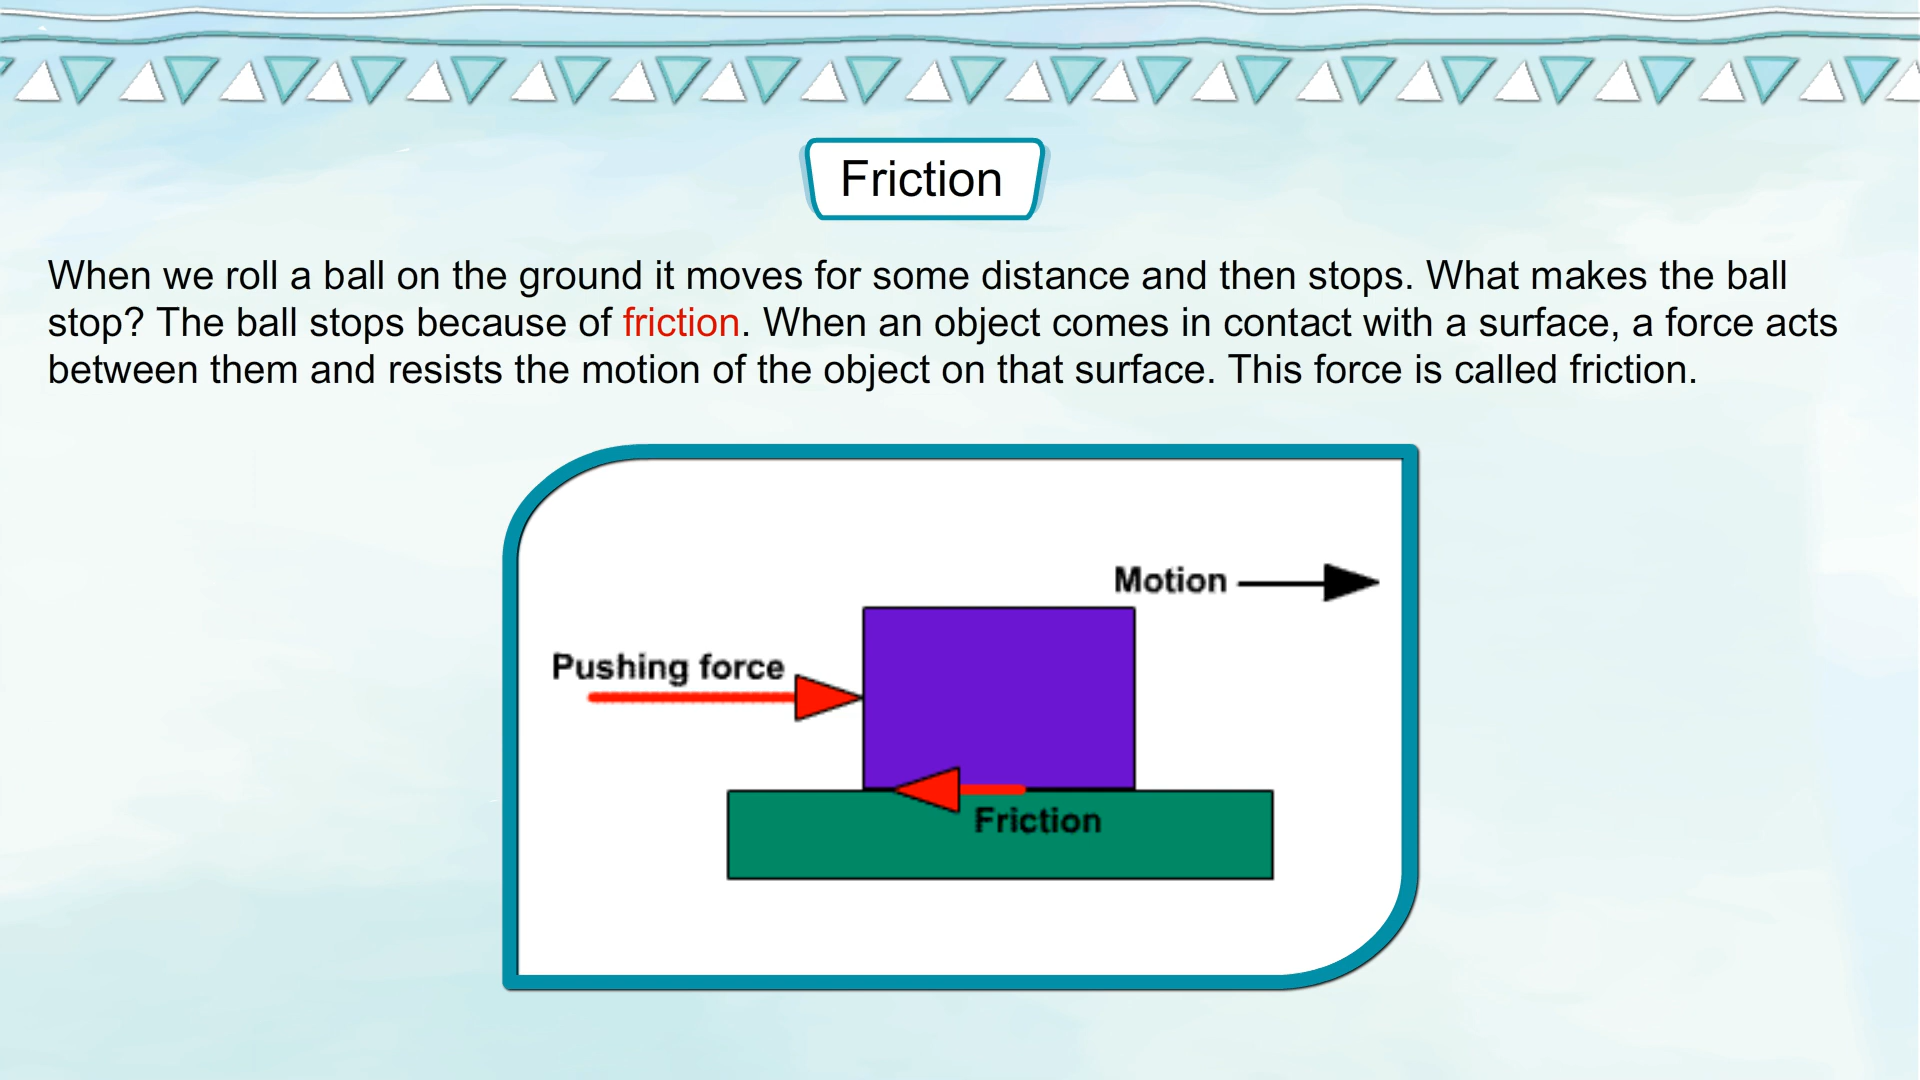 Friction
When we roll a ball on the ground it moves for some distance and then stops. What makes the ball
stop? The ball stops because of friction. When an object comes in contact with a surface, a force acts
between them and resists the motion of the object on that surface. This force is called friction.
Motion
Pushing force
Friction